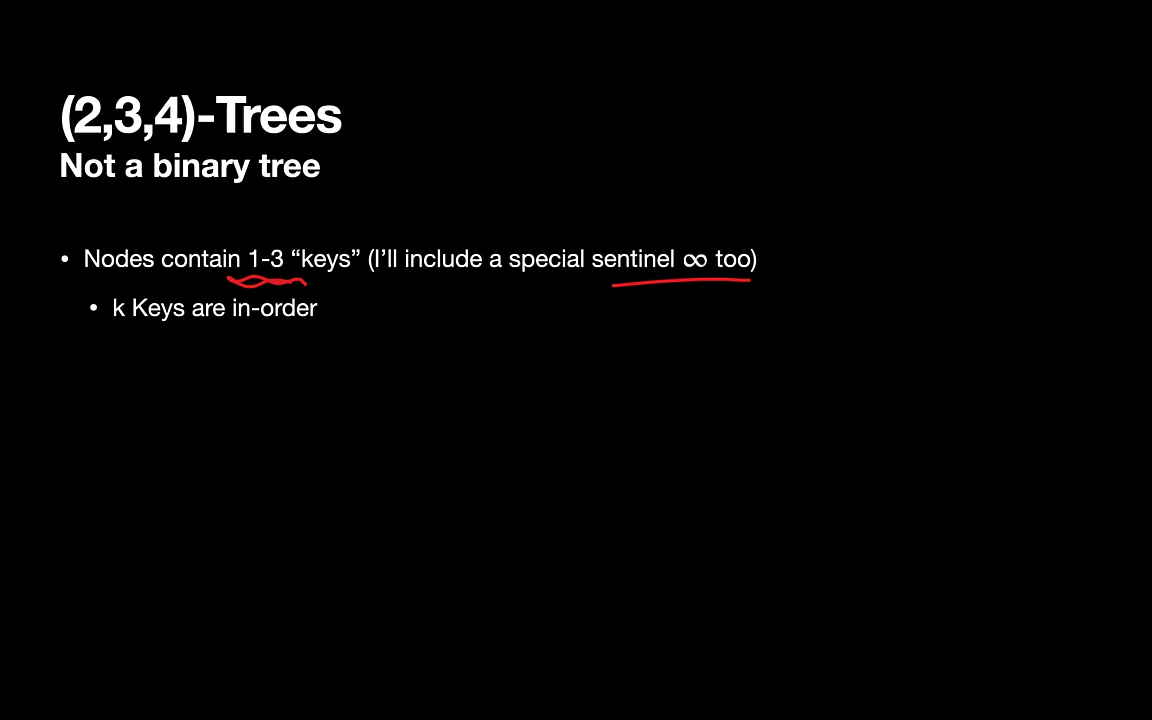 (2,3,4)-Trees
Not a binary tree
• Nodes contain 1-3 “keys” (I’ll include a special sentinel ∞ too)
• k Keys are in-order